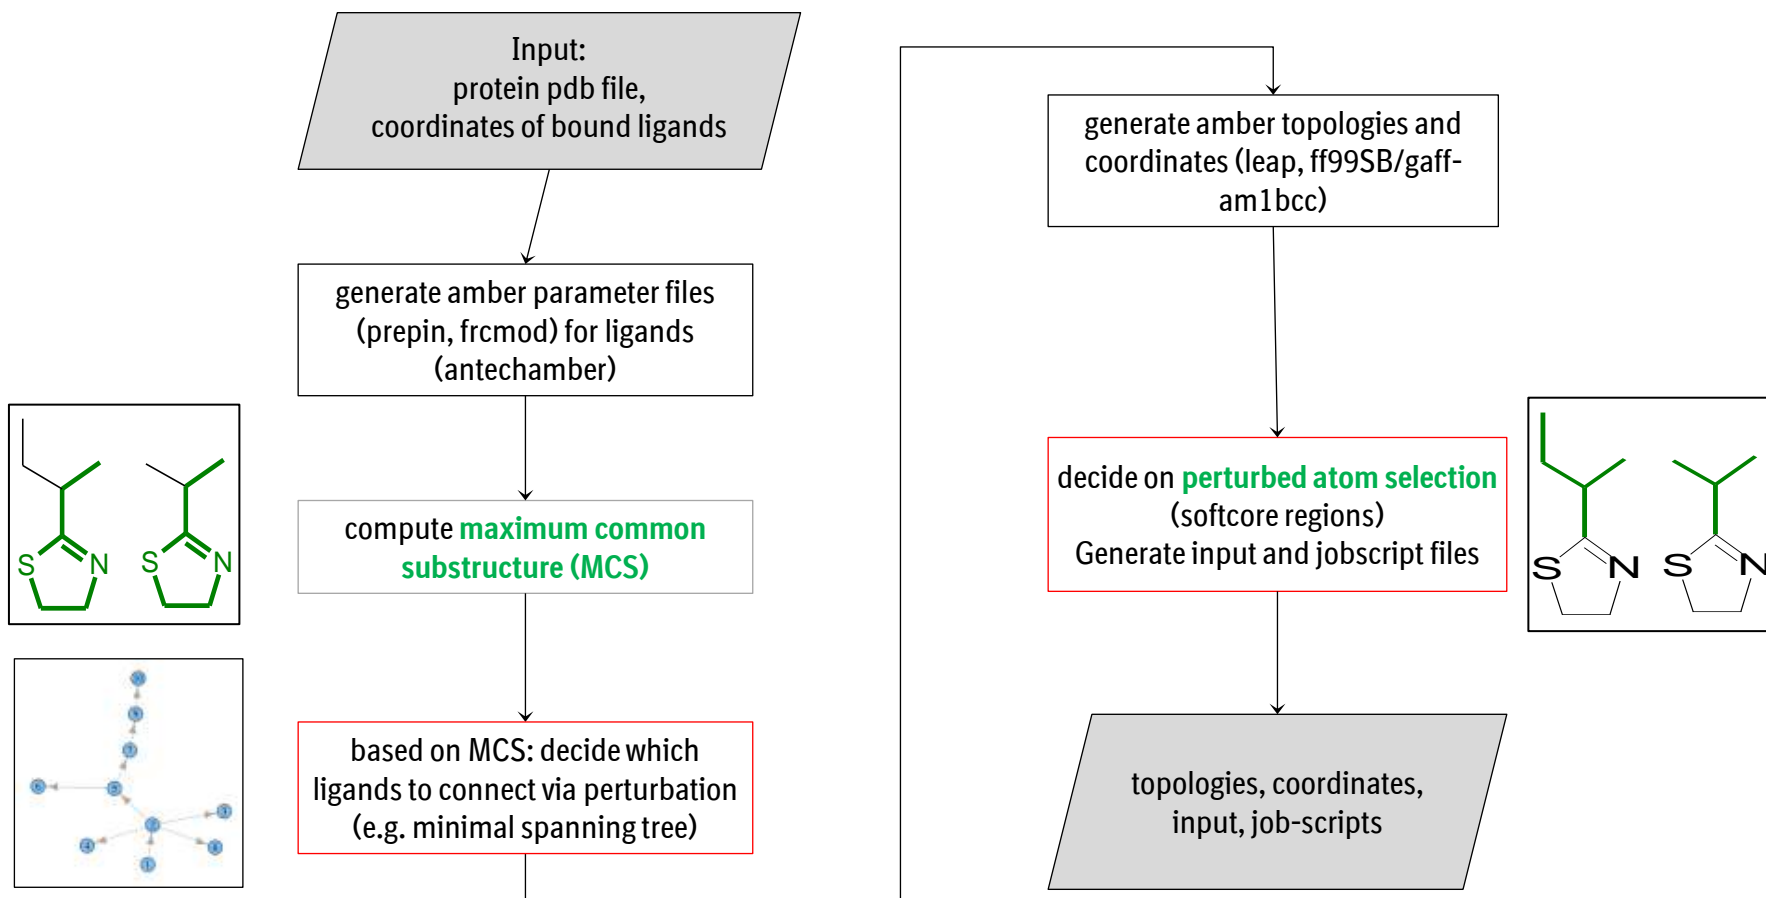 Input:
protein pdb file,
coordinates of bound ligands
generate amber parameter files
(prepin, frcmod) for ligands
(antechamber)
S N S N
compute maximum common
substructure (MCS)
based on MCS: decide which
ligands to connect via perturbation
(e.g. minimal spanning tree)
generate amber topologies and
coordinates (leap, ff99SB/gaff-
am1bcc)
decide on perturbed atom selection
(softcore regions)
Generate input and jobscript files
S N S N
topologies, coordinates,
input, job-scripts